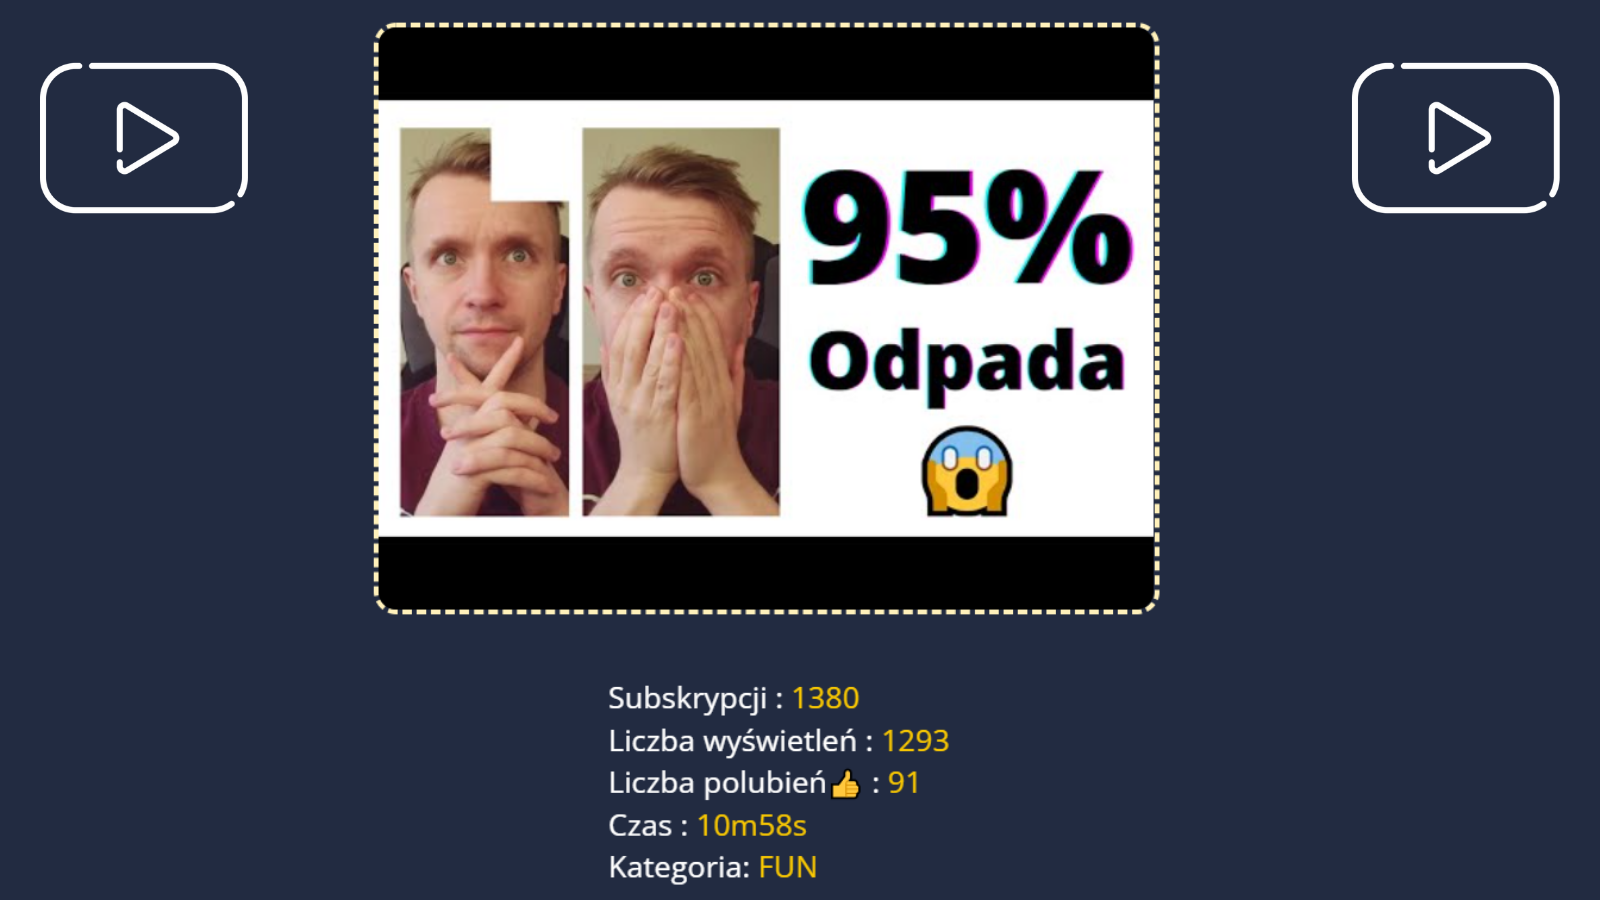 95%
Odpada
Subskrypcji : 1380
Liczba wyświetleń : 1293
Liczba polubień👍 : 91
Czas : 10m58s
Kategoria: FUN